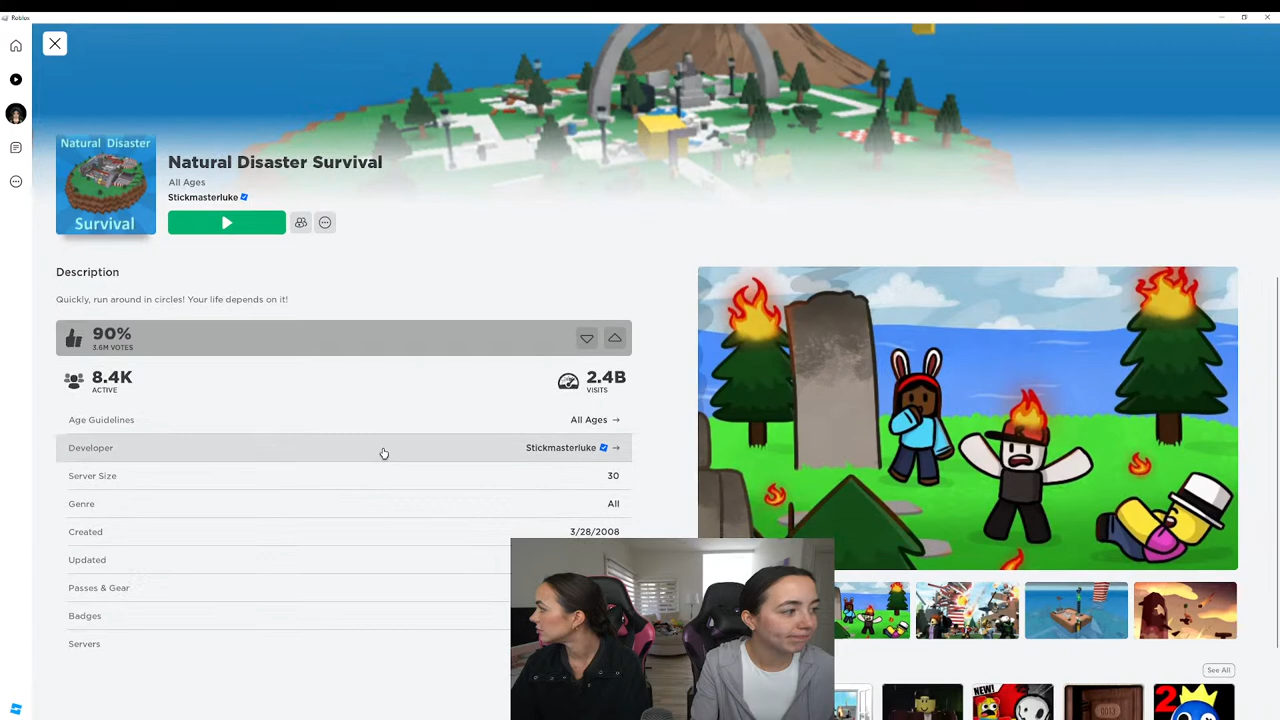 Roblox
Natural Disaster
Survival
Natural Disaster Survival
All Ages
Stickmasterluke
Description
Quickly, run around in circles! Your life depends on it!
90%
3.6M VOTES
8.4K
ACTIVE
2.4B
VISITS
Age Guidelines
All Ages →
Developer
Stickmasterluke →
Server Size
30
Genre
All
Created
3/28/2008
Updated
Passes & Gear
Badges
Servers
See All
NEW!
2